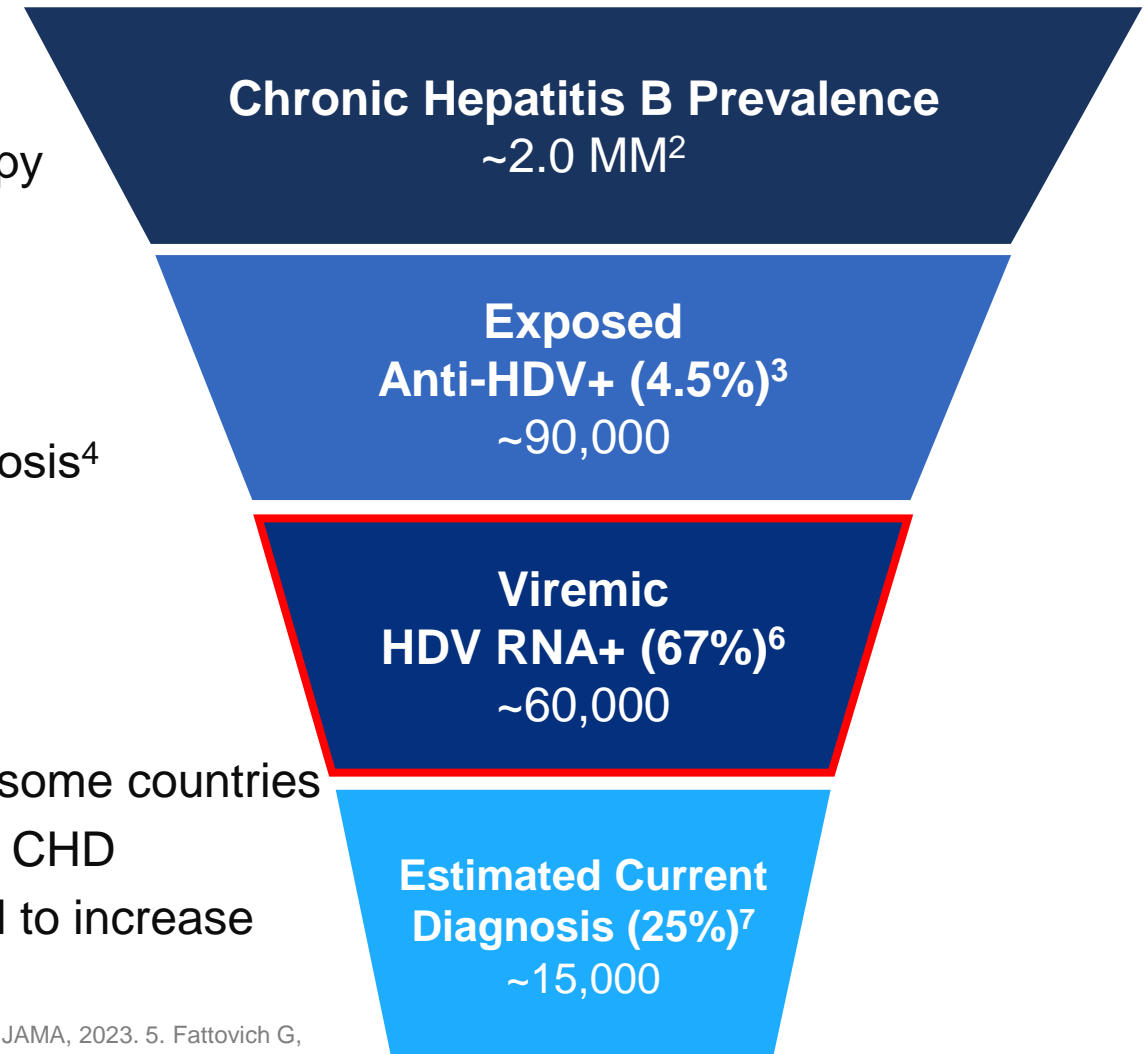 Chronic Hepatitis B Prevalence
~2.0 MM²
Exposed
Anti-HDV+ (4.5%)³
~90,000
osis⁴
Viremic
HDV RNA+ (67%)⁶
~60,000
some countries
CHD
to increase
Estimated Current
Diagnosis (25%)⁷
~15,000
JAMA, 2023. 5. Fattovich G,